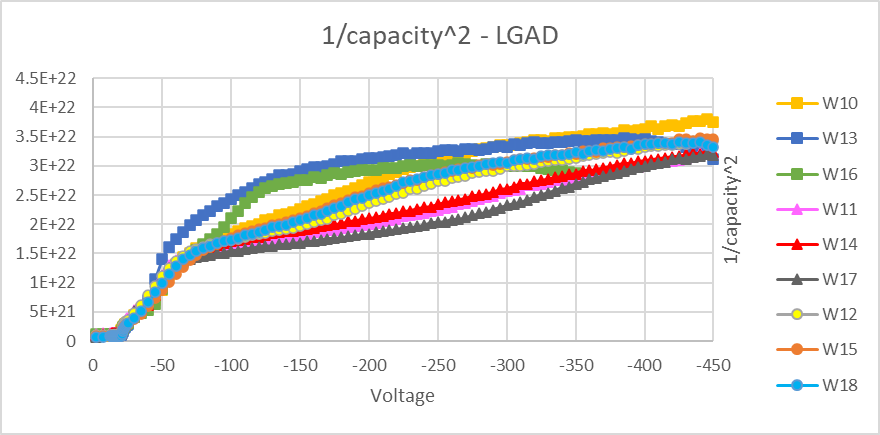 1/capacity^2 - LGAD
4.5E+22
4E+22
3.5E+22
3E+22
2.5E+22
2E+22
1.5E+22
1E+22
5E+21
0
0 -50 -100 -150 -200 -250 -300 -350 -400 -450
Voltage
1/capacity^2
W10
W13
W16
W11
W14
W17
W12
W15
W18